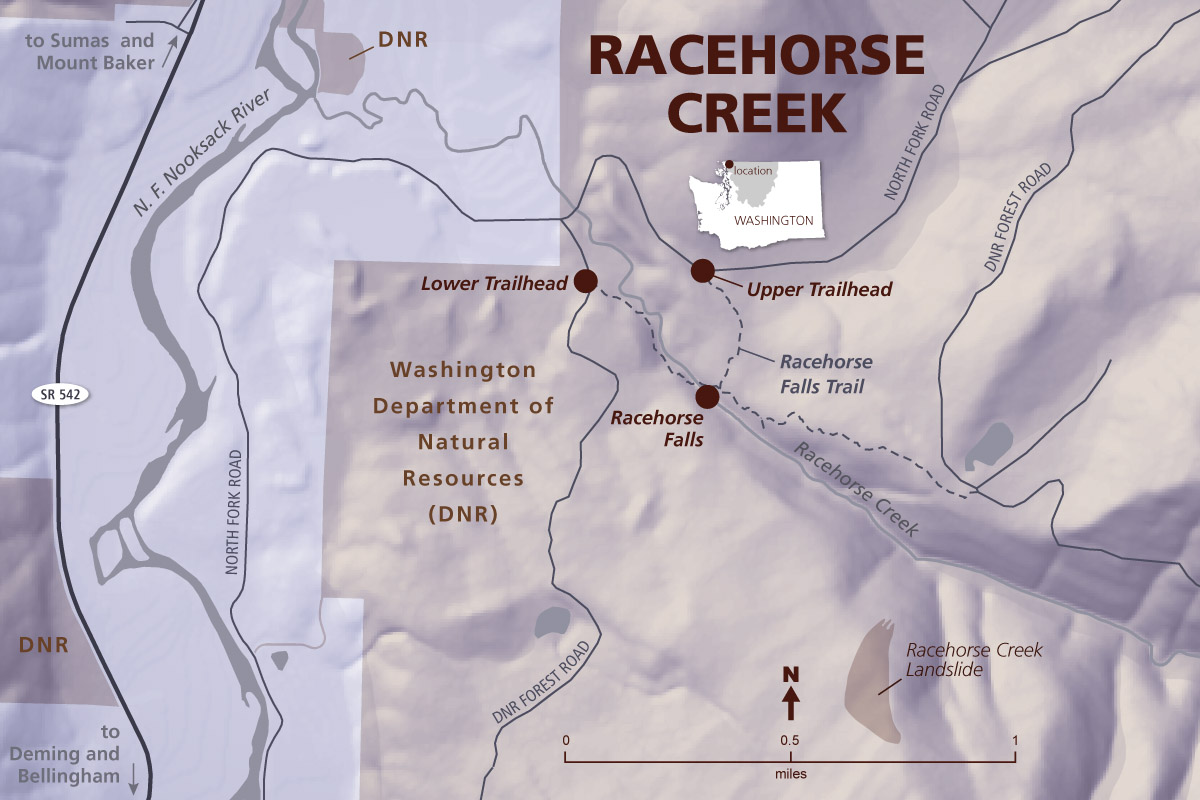 to Sumas and
Mount Baker
DNR
RACEHORSE
CREEK
N. F. Nooksack River
NORTH FORK ROAD
location
WASHINGTON
DNR FOREST ROAD
Lower Trailhead
Upper Trailhead
Washington
Department of
Natural
Resources
(DNR)
Racehorse
Falls Trail
SR 542
Racehorse
Falls
Racehorse Creek
NORTH FORK ROAD
DNR
DNR FOREST ROAD
Racehorse Creek
Landslide
N
to
Deming and
Bellingham
0
0.5
1
miles